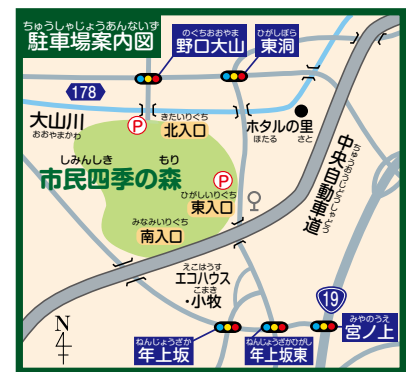 ちゅうしゃじょうあんないず
駐車場案内図
のぐちおおやま
野口大山
ひがしぼら
東洞
178
大山川
おおやまかわ
P
きたいりぐち
北入口
ホタルの里
ほたる さと
しみんしき もり
市民四季の森
P
ひがしいりぐち
東入口
みなみいりぐち
南入口
ちゅうおうじどうしゃどう
中央自動車道
えこはうす
エコハウス
こまき
・小牧
19
N
4
ねんじょうざか
年上坂
ねんじょうざかひがし
年上坂東
みやのうえ
宮ノ上